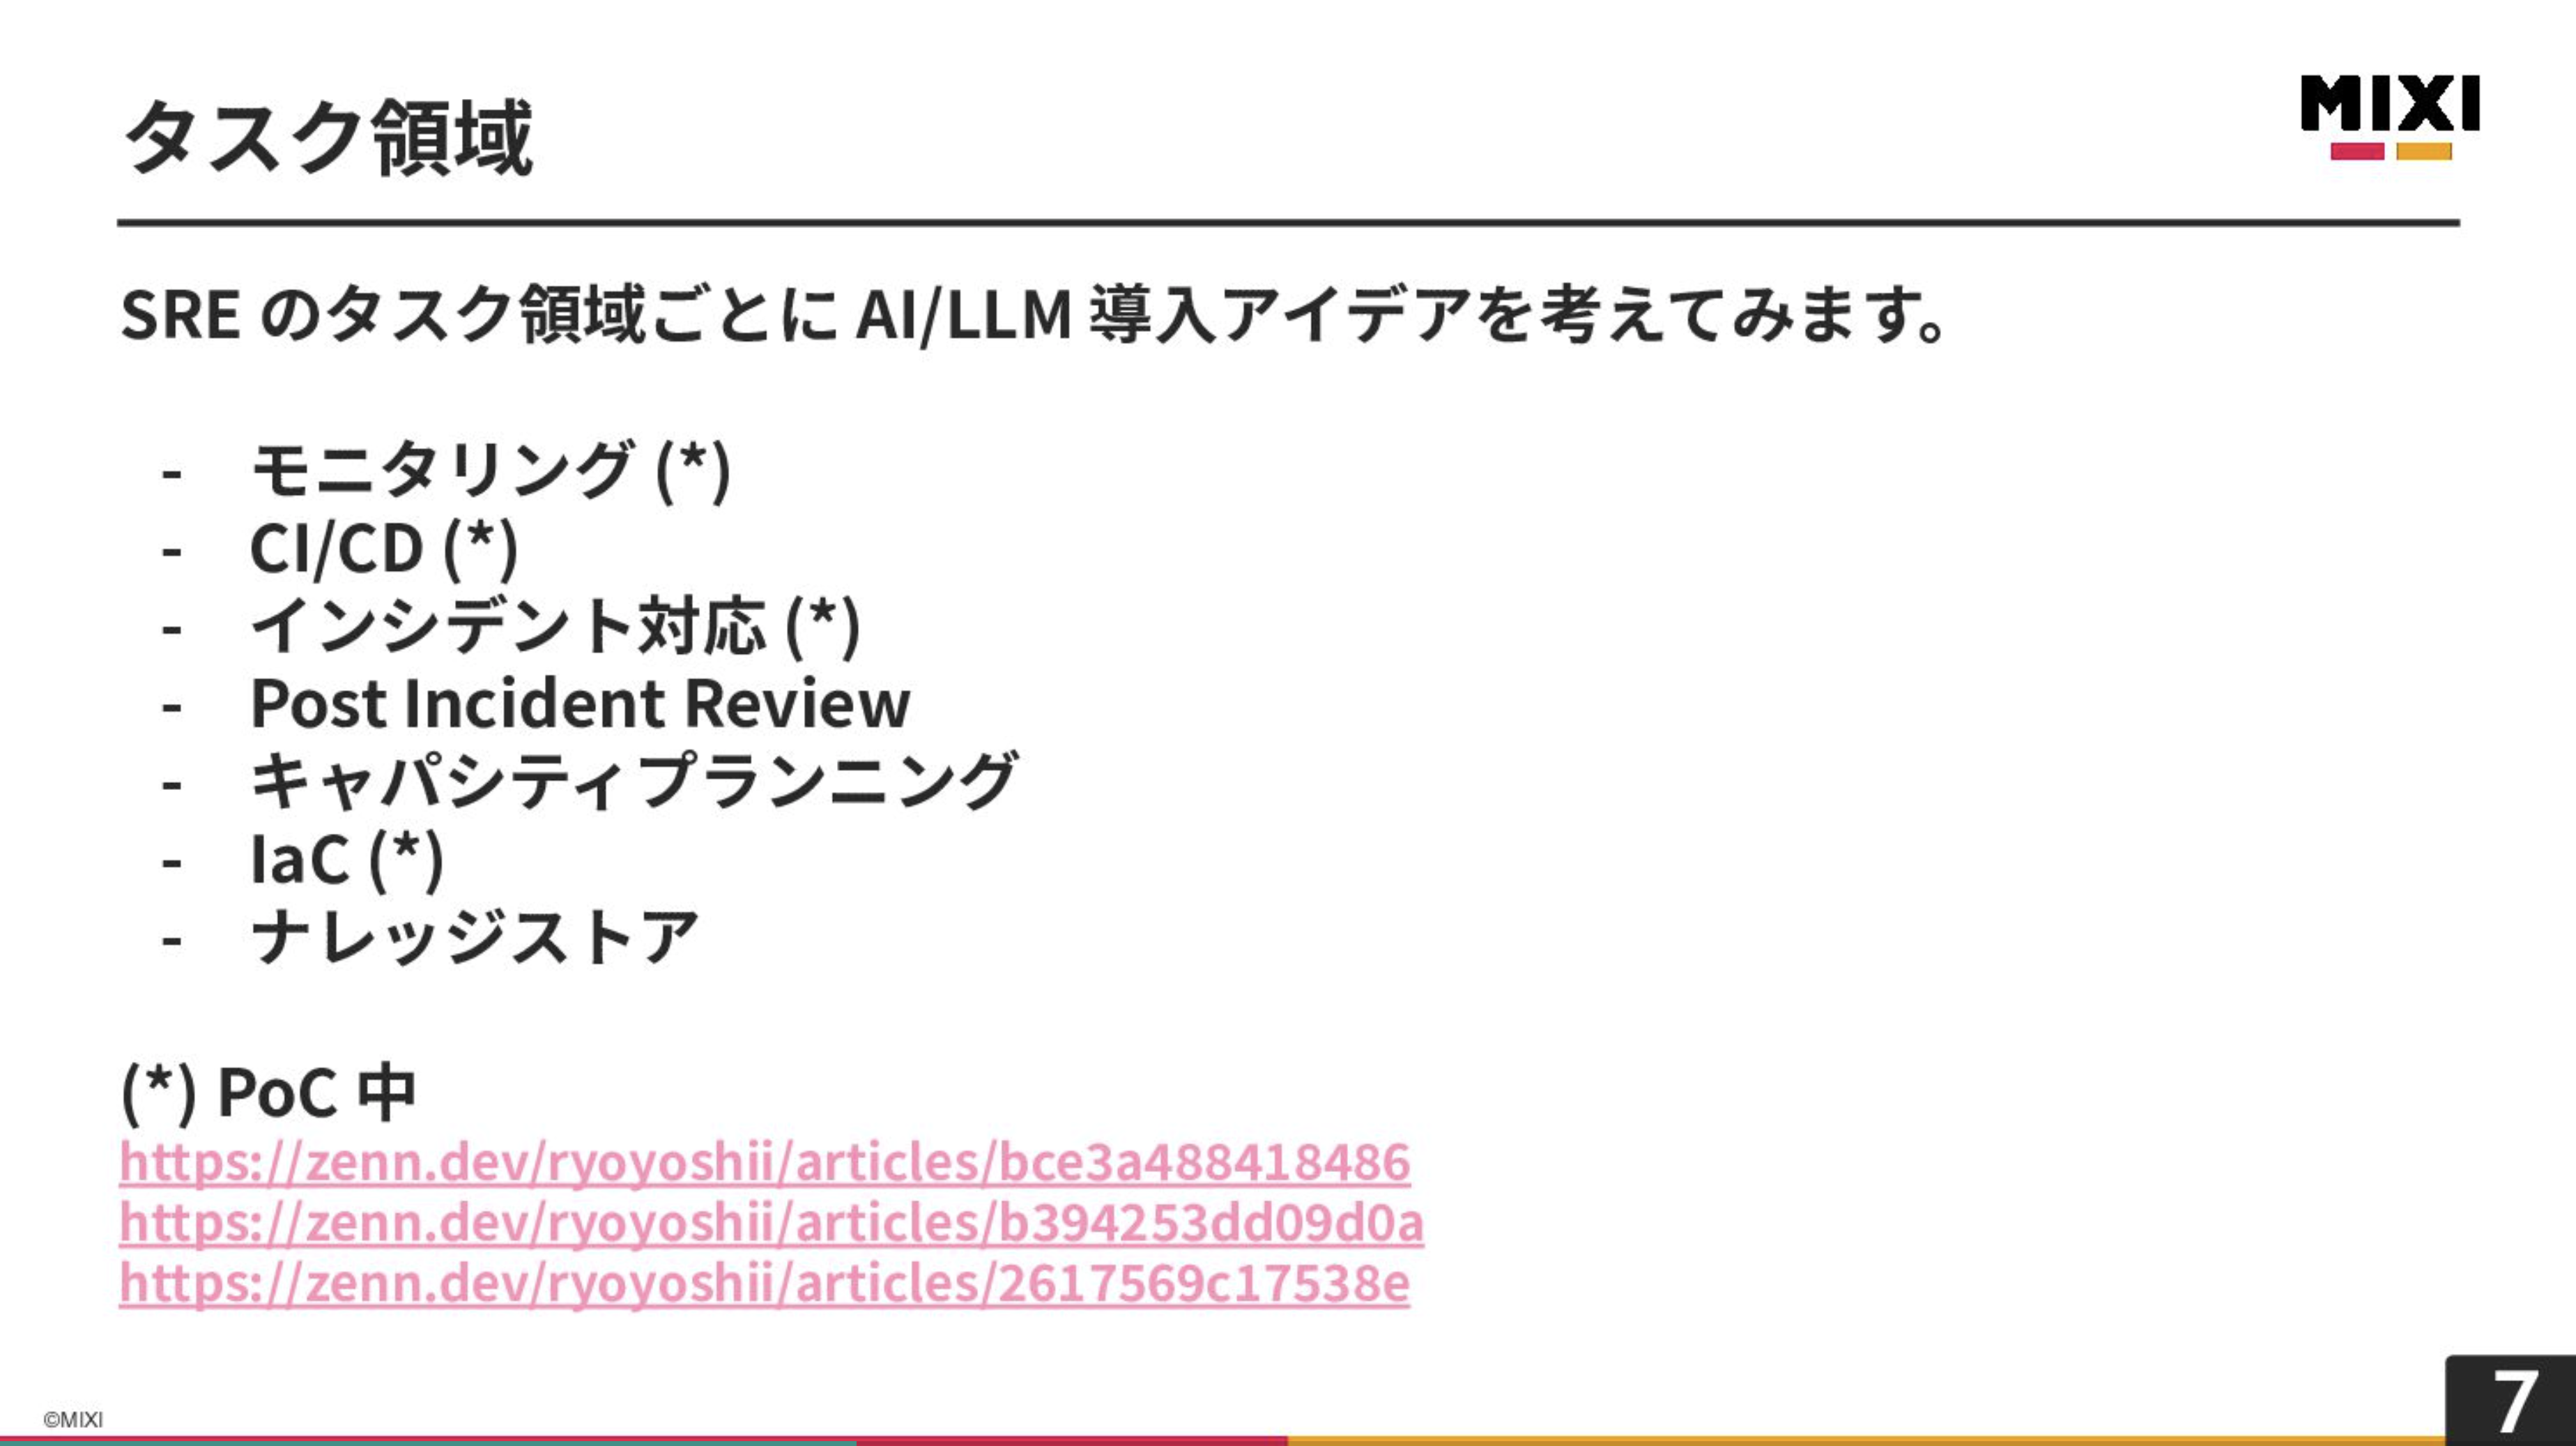 タスク領域
MIXI
SRE のタスク領域ごとに AI/LLM 導入アイデアを考えてみます。
- モニタリング (*)
- CI/CD (*)
- インシデント対応 (*)
- Post Incident Review
- キャパシティプランニング
- IaC (*)
- ナレッジストア
(*) PoC 中
https://zenn.dev/ryoyoshii/articles/bce3a488418486
https://zenn.dev/ryoyoshii/articles/b394253dd09d0a
https://zenn.dev/ryoyoshii/articles/2617569c17538e
©MIXI
7